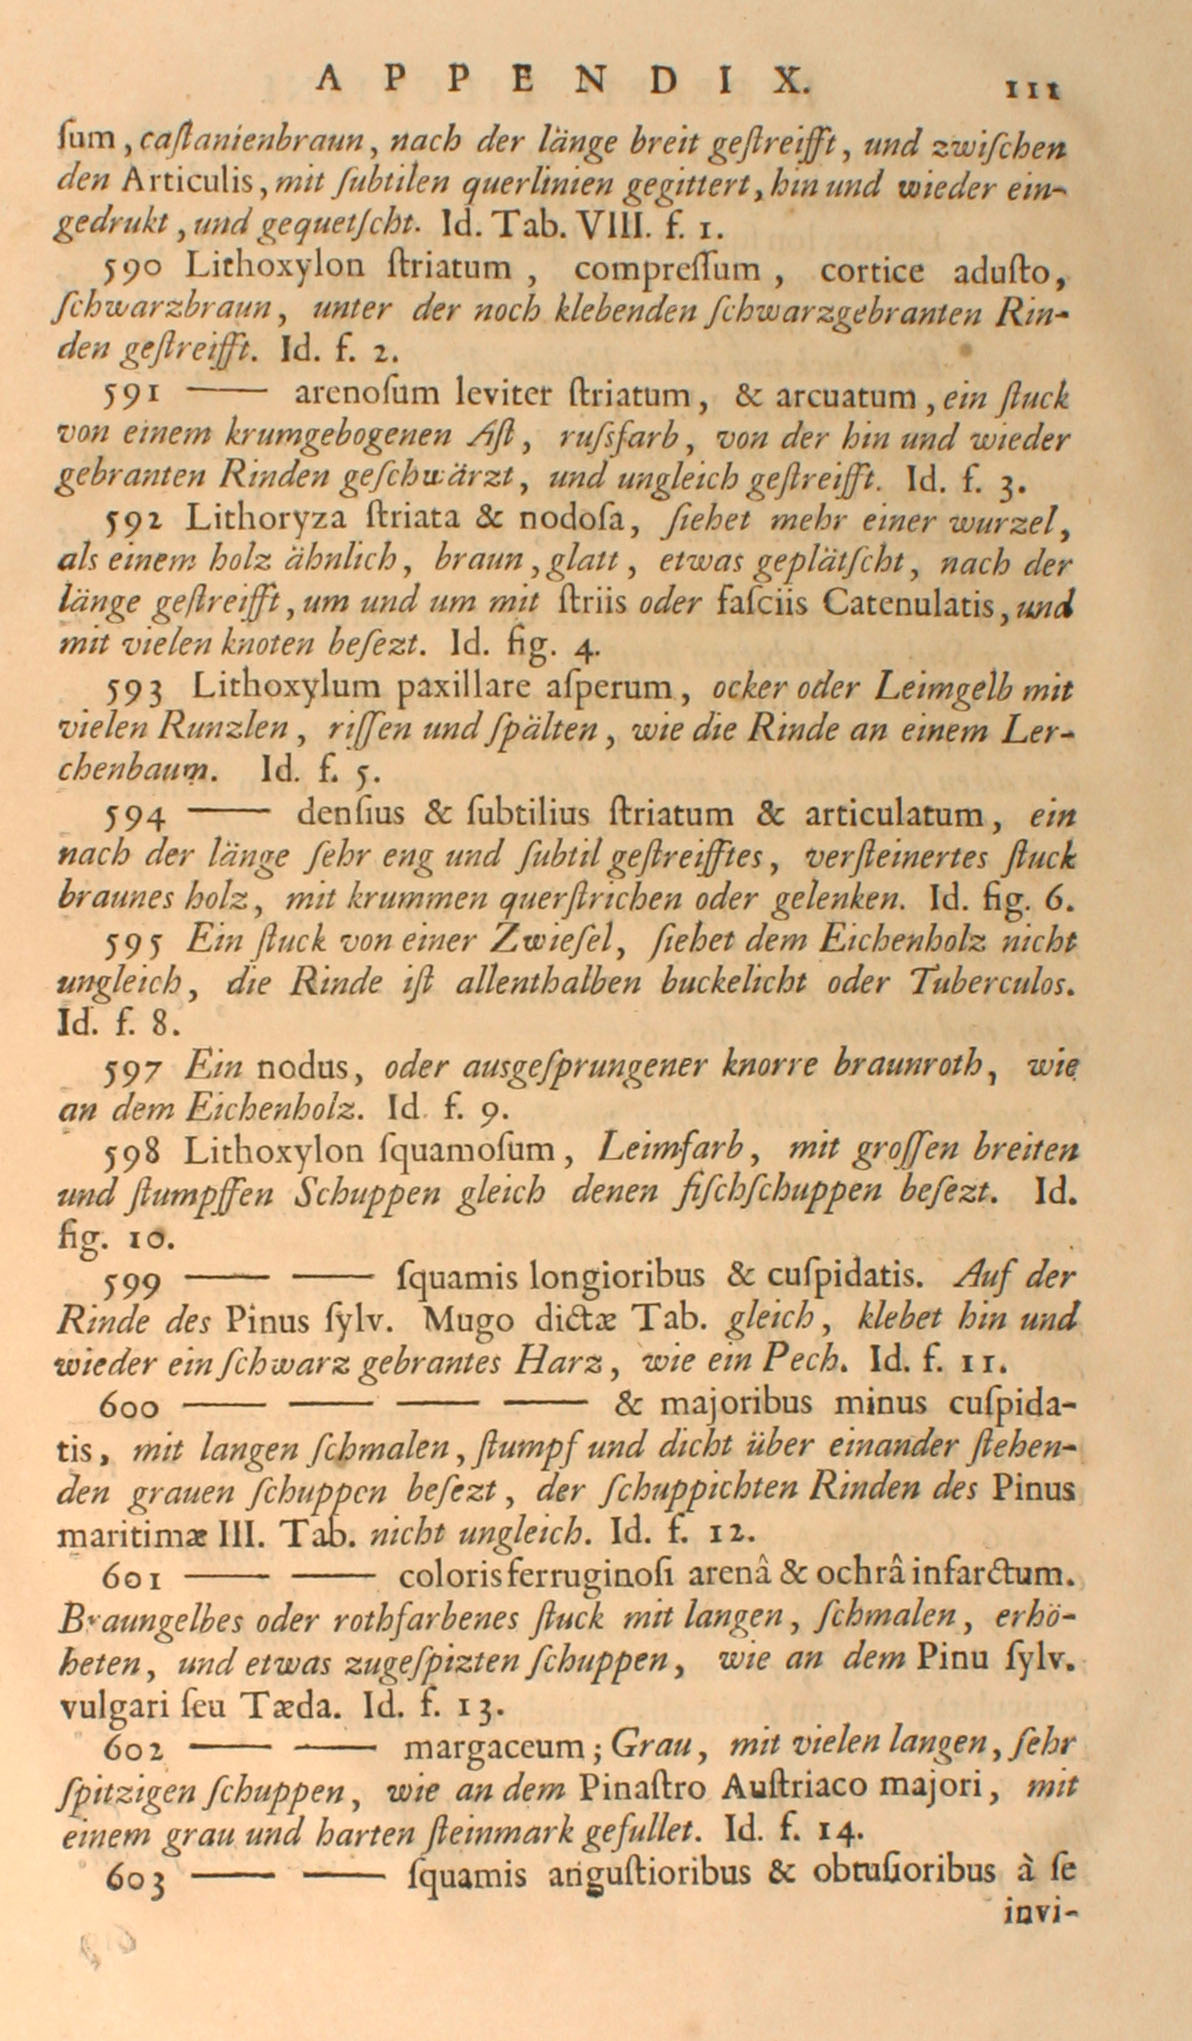 APPENDIX. 111
ſum, caſtanienbraun, nach der länge breit geſtreifft, und zwiſchen
den Articulis, mit ſubtilen querlinien gegittert, hin und wieder ein-
gedrukt, und gequetſcht. Id. Tab. VIII. f. 1.
590 Lithoxylon ſtriatum, compreſſum, cortice aduſto,
ſchwarzbraun, unter der noch klebenden ſchwarzgebranten Rin-
den geſtreifft. Id. f. 2.
591 —— arenoſum leviter ſtriatum, & arcuatum, ein ſtuck
von einem krumgebogenen Aſt, ruſsfarb, von der hin und wieder
gebranten Rinden geſchwärzt, und ungleich geſtreifft. Id. f. 3.
592 Lithoryza ſtriata & nodoſa, ſiehet mehr einer wurzel,
als einem holz ähnlich, braun, glatt, etwas geplätſcht, nach der
länge geſtreifft, um und um mit ſtriis oder faſciis Catenulatis, und
mit vielen knoten beſezt. Id. fig. 4.
593 Lithoxylum paxillare aſperum, ocker oder Leimgelb mit
vielen Runzlen, riſſen und ſpälten, wie die Rinde an einem Ler-
chenbaum. Id. f. 5.
594 —— denſius & ſubtilius ſtriatum & articulatum, ein
nach der länge ſehr eng und ſubtil geſtreifftes, verſteinertes ſtuck
braunes holz, mit krummen querſtrichen oder gelenken. Id. fig. 6.
595 Ein ſtuck von einer Zwieſel, ſiehet dem Eichenholz nicht
ungleich, die Rinde iſt allenthalben buckelicht oder Tuberculos.
Id. f. 8.
597 Ein nodus, oder ausgeſprungener knorre braunroth, wie
an dem Eichenholz. Id. f. 9.
598 Lithoxylon ſquamoſum, Leimfarb, mit groſſen breiten
und ſtumpffen Schuppen gleich denen fiſchſchuppen beſezt. Id.
fig. 10.
599 —— —— ſquamis longioribus & cuſpidatis. Auf der
Rinde des Pinus ſylv. Mugo dictæ Tab. gleich, klebet hin und
wieder ein ſchwarz gebrantes Harz, wie ein Pech. Id. f. 11.
600 —— —— —— —— & majoribus minus cuſpida-
tis, mit langen ſchmalen, ſtumpf und dicht über einander ſtehen-
den grauen ſchuppen beſezt, der ſchuppichten Rinden des Pinus
maritimæ III. Tab. nicht ungleich. Id. f. 12.
601 —— —— coloris ferruginoſi arenâ & ochrâ infarctum.
Braungelbes oder rothfarbenes ſtuck mit langen, ſchmalen, erhö-
heten, und etwas zugeſpizten ſchuppen, wie an dem Pinu ſylv.
vulgari ſeu Tæda. Id. f. 13.
602 —— —— margaceum; Grau, mit vielen langen, ſehr
ſpitzigen ſchuppen, wie an dem Pinaſtro Auſtriaco majori, mit
einem grau und harten ſteinmark gefullet. Id. f. 14.
603 —— —— ſquamis anguſtioribus & obtuſioribus à ſe
invi-